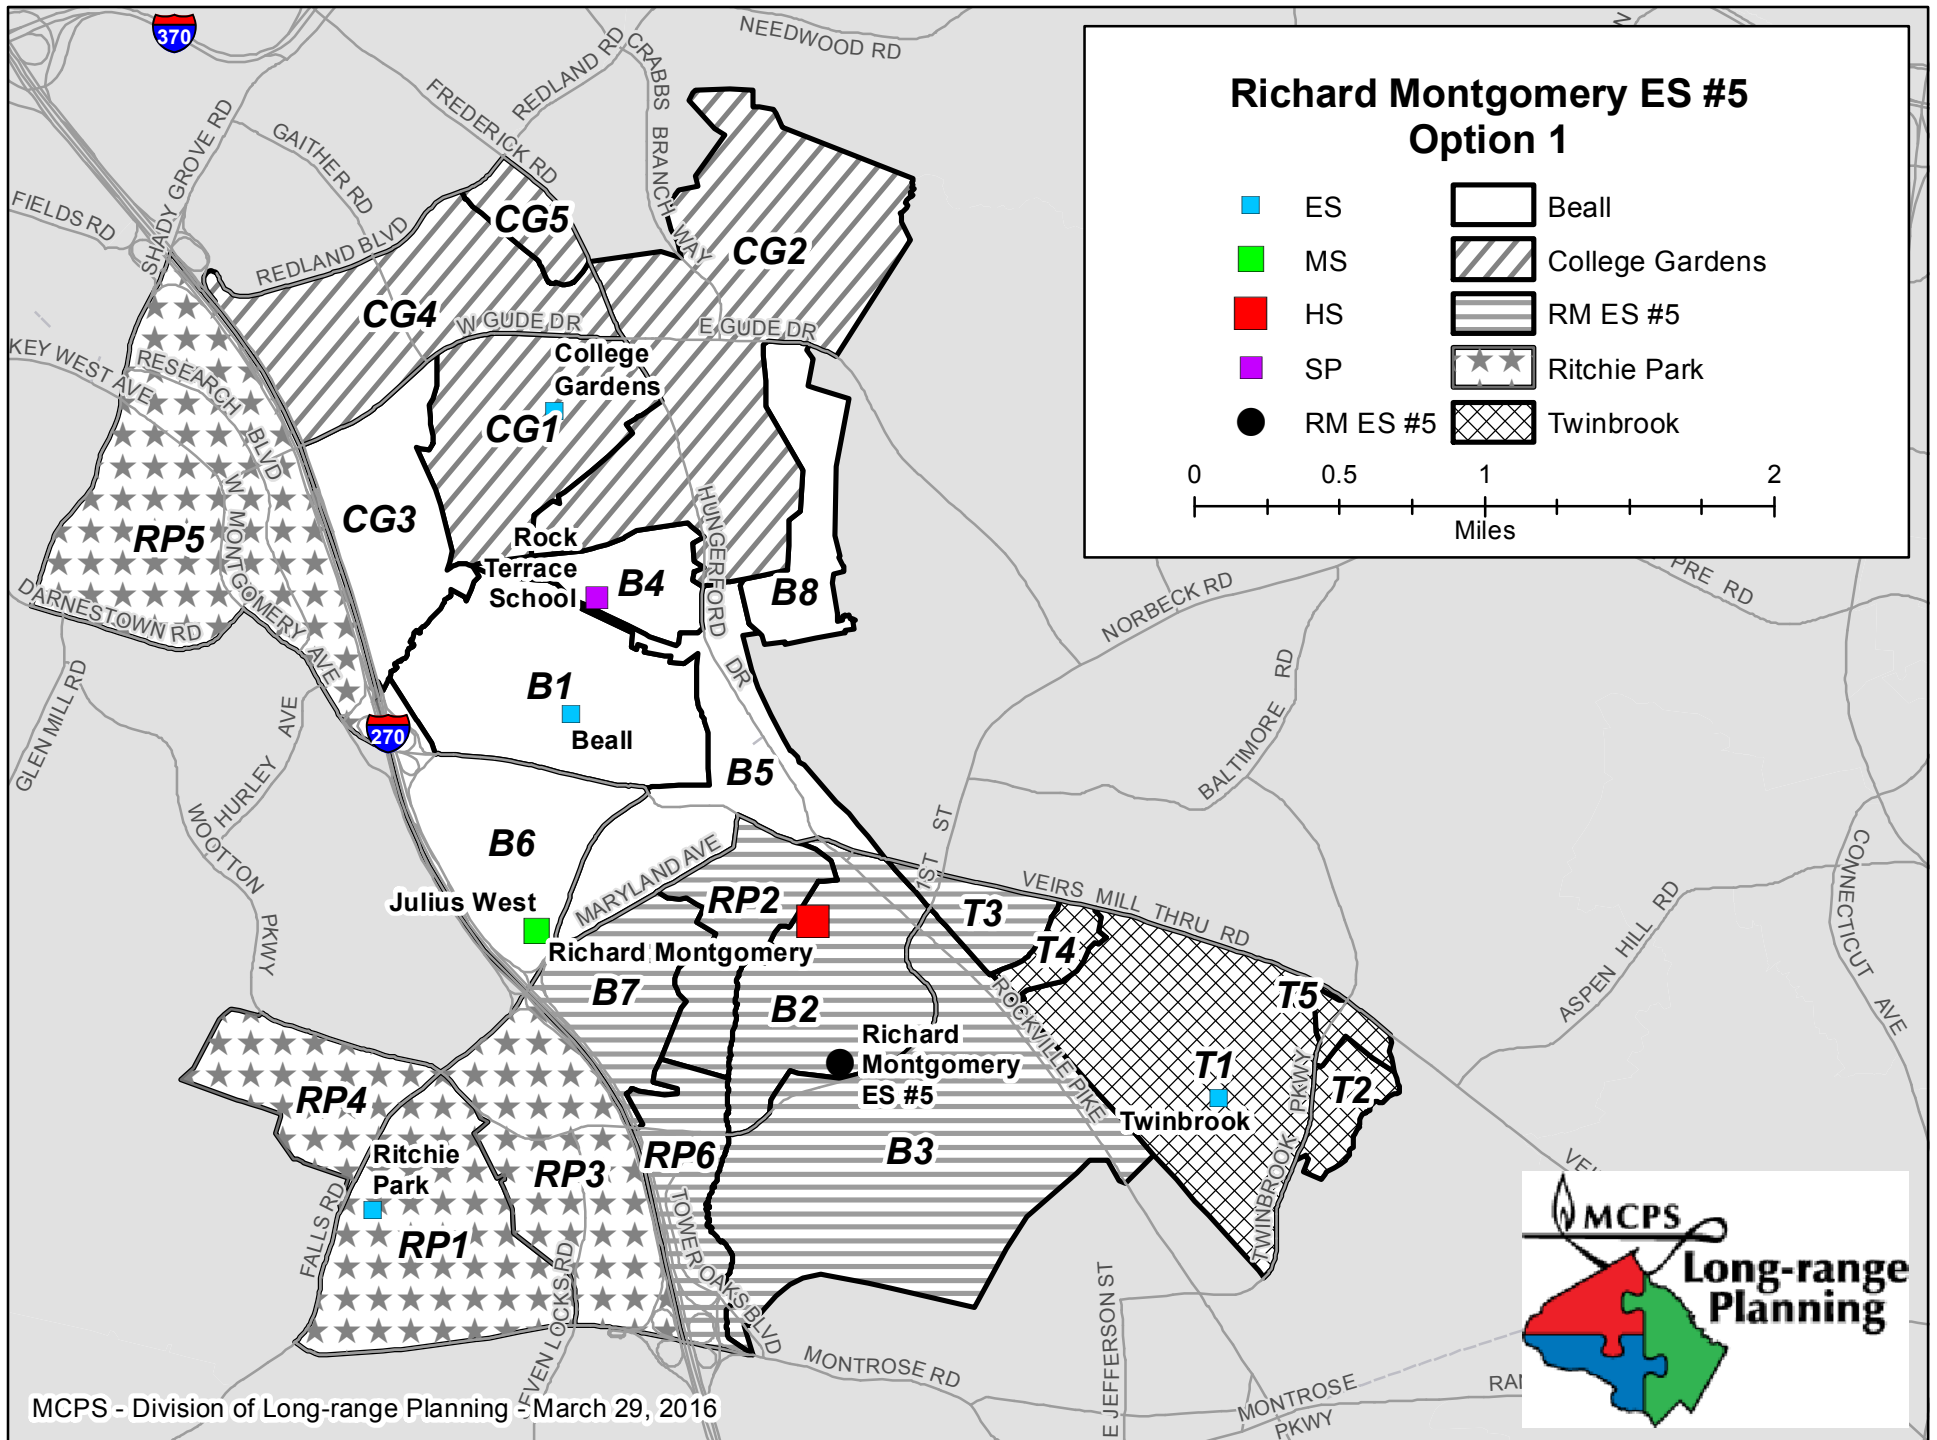 370
NEEDWOOD RD
CRABBS BRANCH WAY
REDLAND RD
FREDERICK RD
SHADY GROVE RD
GAITHER RD
FIELDS RD
REDLAND BLVD
Richard Montgomery ES #5
Option 1
ES
Beall
MS
College Gardens
HS
RM ES #5
SP
Ritchie Park
RM ES #5
Twinbrook
0
0.5
1
2
Miles
CG5
CG2
CG4
W GUDE DR
E GUDE DR
College
Gardens
CG1
KEY WEST AVE
RESEARCH BLVD
W MONTGOMERY AVE
CG3
RP5
HUNGERFORD DR
Rock
Terrace
School
B4
B8
DARNESTOWN RD
NORBECK RD
PRE RD
GLEN MILL RD
HURLEY AVE
WOOTTON PKWY
270
B1
Beall
B5
BALTIMORE RD
1ST ST
B6
MARYLAND AVE
Julius West
RP2
Richard Montgomery
VEIRS MILL THRU RD
T3
T4
T5
CONNECTICUT AVE
ASPEN HILL RD
B7
B2
ROCKVILLE PIKE
Richard
Montgomery
ES #5
T1
Twinbrook
T2
TWINBROOK PKWY
RP4
Ritchie
Park
RP3
RP6
B3
RP1
FALLS RD
TOWER OAKS BLVD
EVEN LOCKS RD
MONTROSE RD
E JEFFERSON ST
MONTROSE PKWY
RAN
MCPS
Long-range
Planning
MCPS - Division of Long-range Planning - March 29, 2016